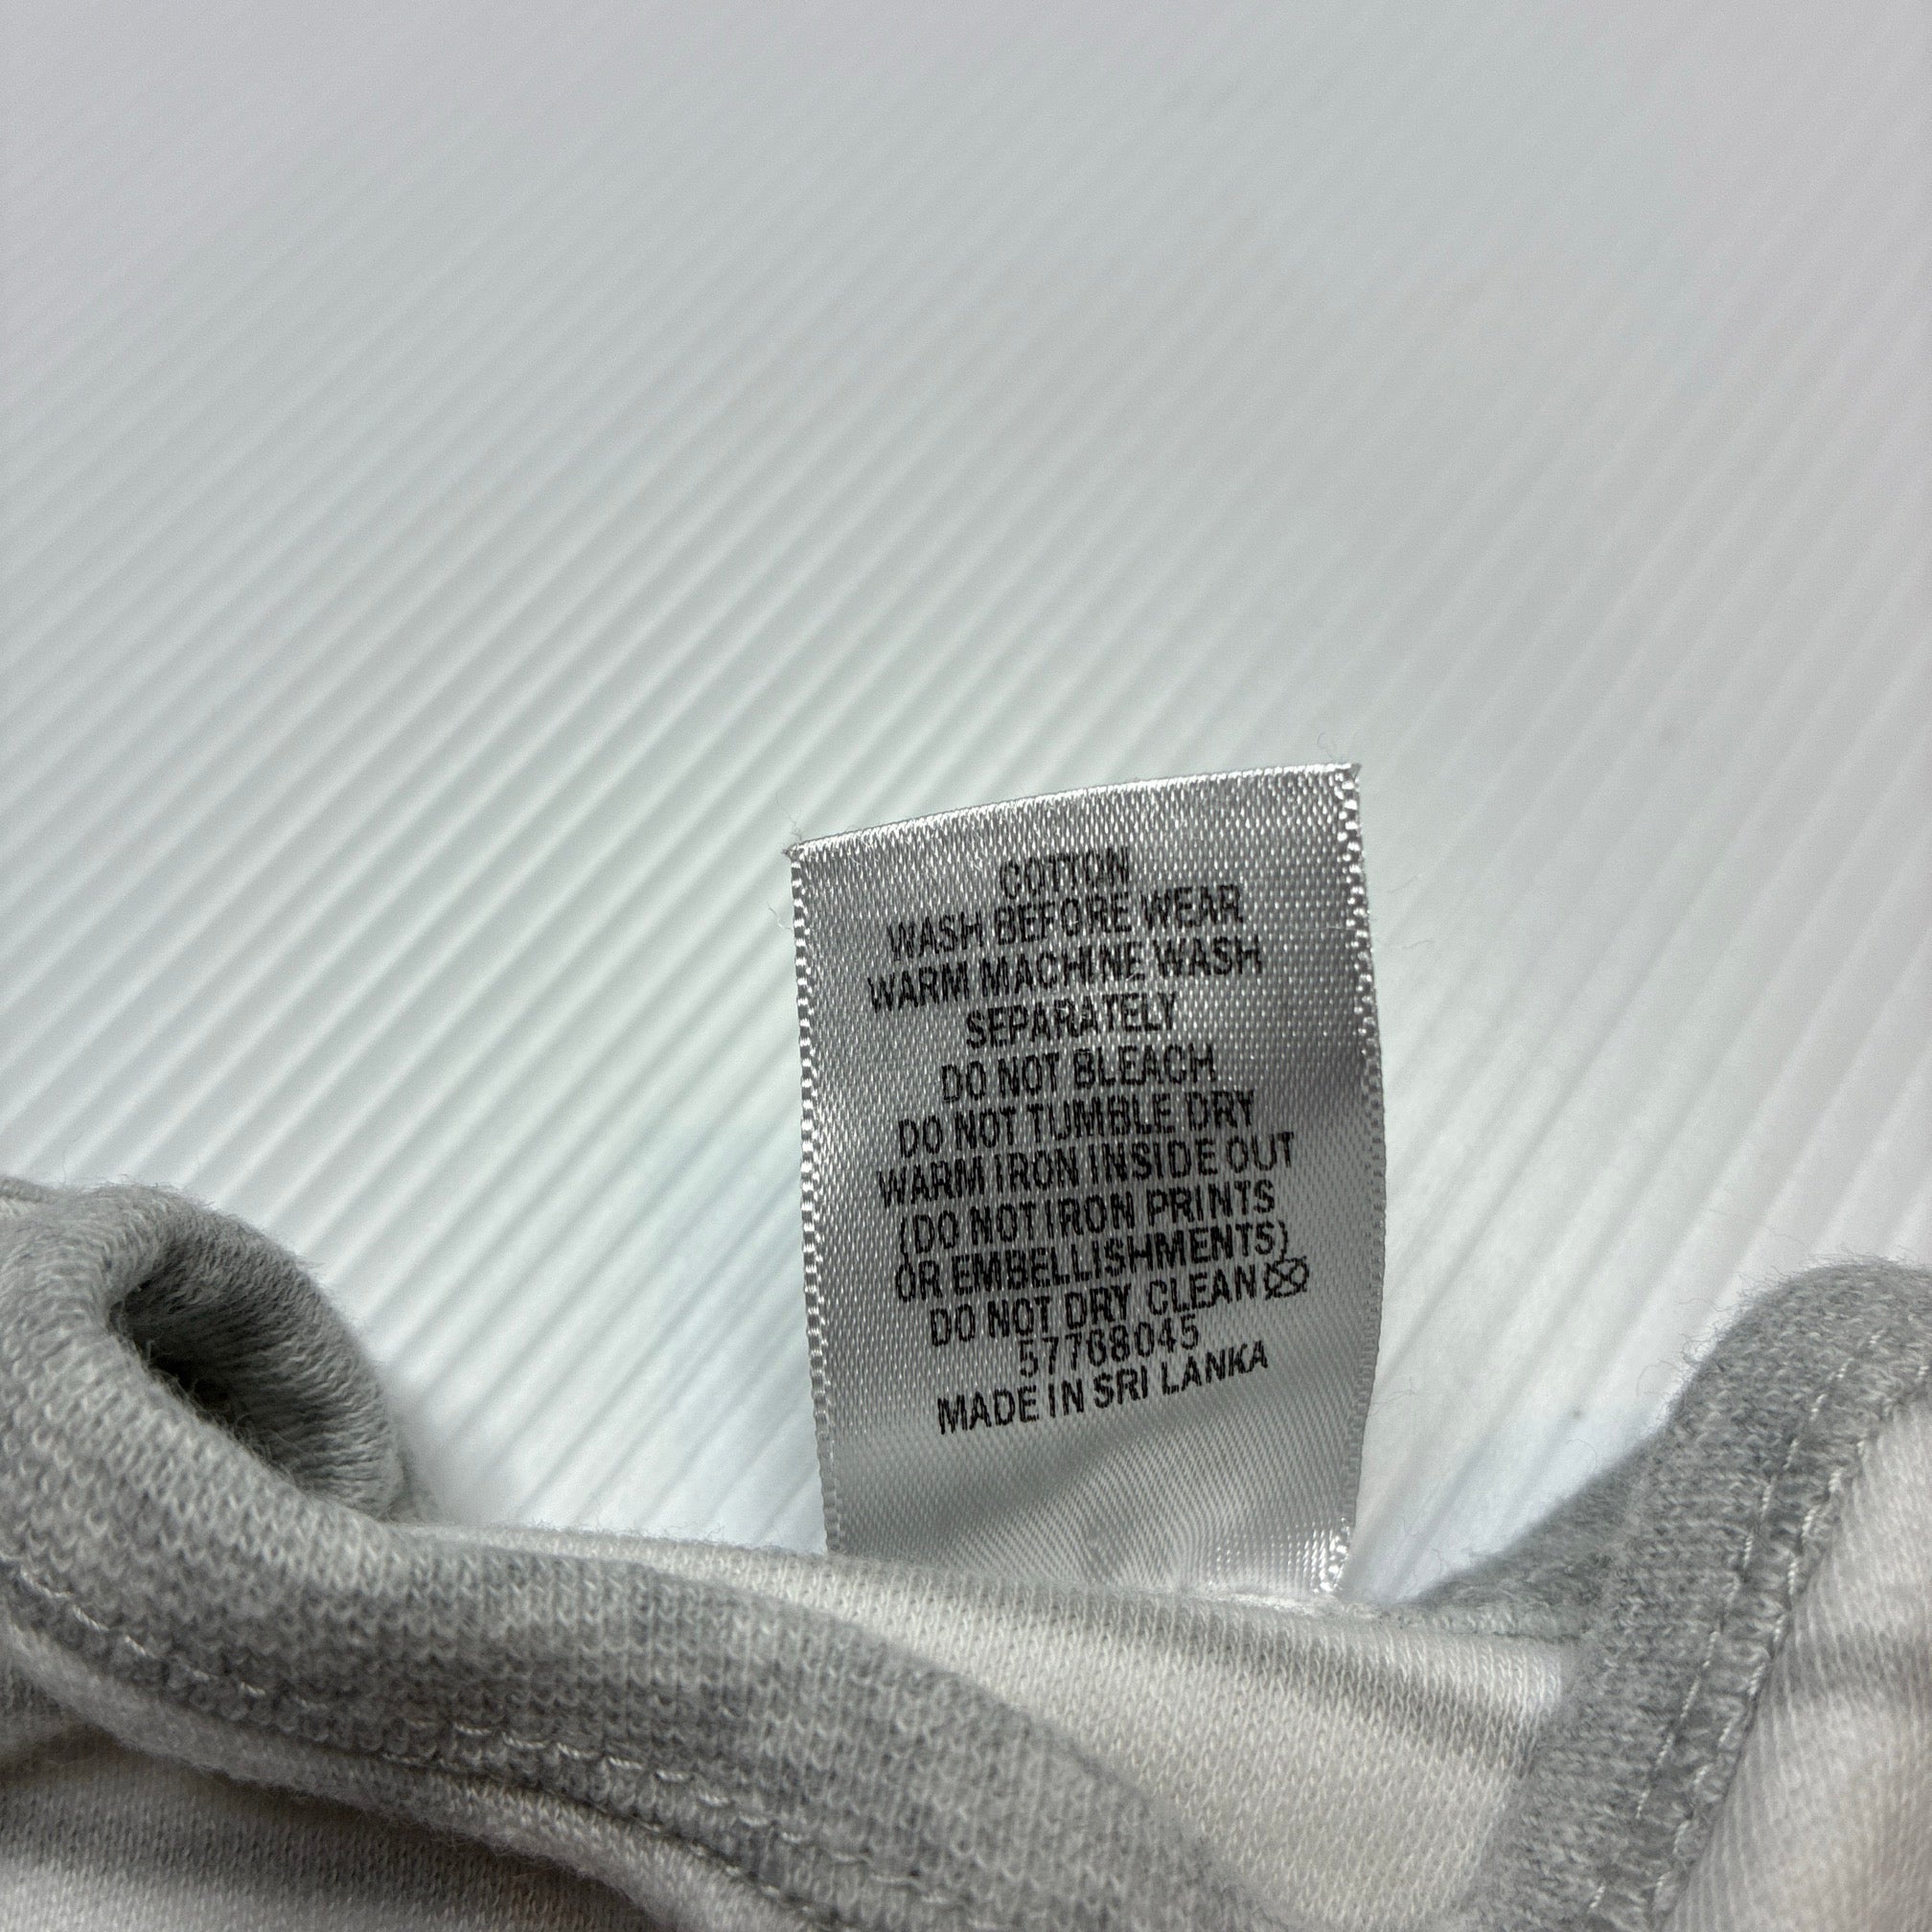 COTTON
WASH BEFORE WEAR
WARM MACHINE WASH
SEPARATELY
DO NOT BLEACH
DO NOT TUMBLE DRY
WARM IRON INSIDE OUT
(DO NOT IRON PRINTS
OR EMBELLISHMENTS)
DO NOT DRY CLEAN
57768045
MADE IN SRI LANKA